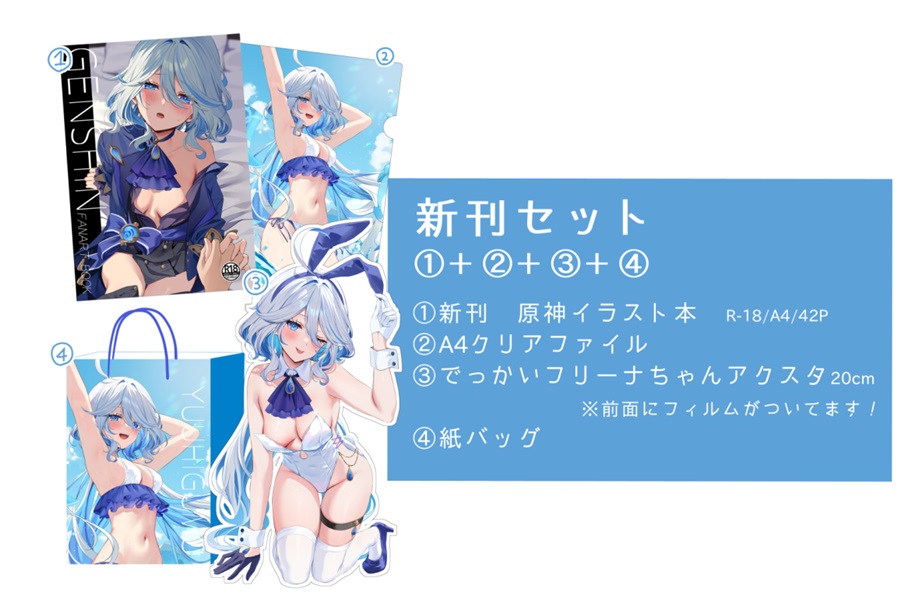 ①
GENSHIN
FANART BOOK
R18
②
③
④
新刊セット
①＋②＋③＋④
①新刊　原神イラスト本　R-18/A4/42P
②A4クリアファイル
③でっかいフリーナちゃんアクスタ20cm
※前面にフィルムがついてます！
④紙バッグ